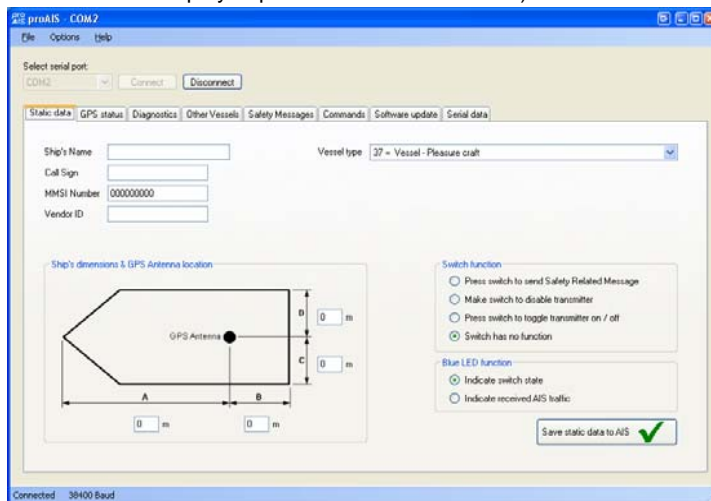 proAIS - COM2
File Options Help
Select serial port:
COM2 Connect Disconnect
Static data GPS status Diagnostics Other Vessels Safety Messages Commands Software update Serial data
Ship's Name Vessel type 37 = Vessel - Pleasure craft
Call Sign
MMSI Number 000000000
Vendor ID
Ship's dimensions & GPS Antenna location
GPS Antenna
D 0 m
C 0 m
A B
0 m 0 m
Switch function
Press switch to send Safety Related Message
Make switch to disable transmitter
Press switch to toggle transmitter on / off
Switch has no function
Blue LED function
Indicate switch state
Indicate received AIS traffic
Save static data to AIS
Connected 38400 Baud